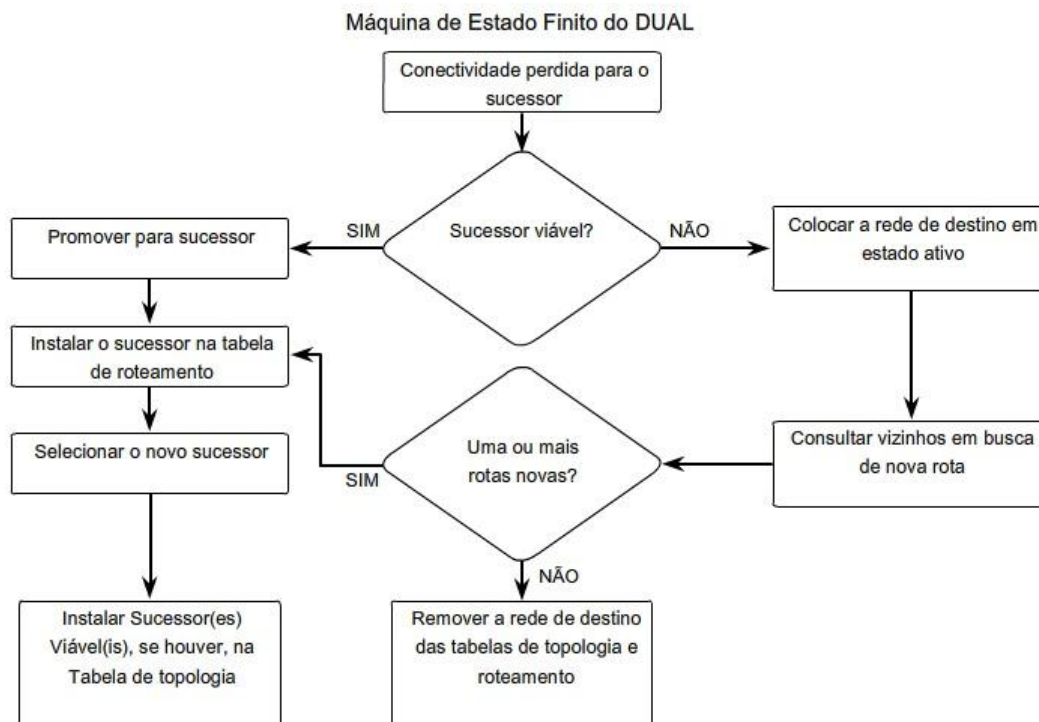 Máquina de Estado Finito do DUAL
Conectividade perdida para o
sucessor
Sucessor viável?
SIM
NÃO
Promover para sucessor
Colocar a rede de destino em
estado ativo
Instalar o sucessor na tabela
de roteamento
Selecionar o novo sucessor
Uma ou mais
rotas novas?
SIM
NÃO
Consultar vizinhos em busca
de nova rota
Instalar Sucessor(es)
Viável(is), se houver, na
Tabela de topologia
Remover a rede de destino
das tabelas de topologia e
roteamento